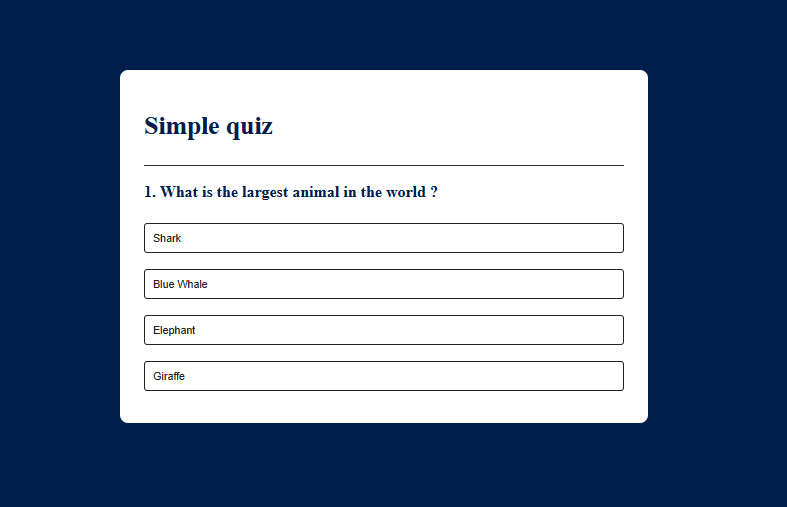 Simple quiz
1. What is the largest animal in the world ?
Shark
Blue Whale
Elephant
Giraffe